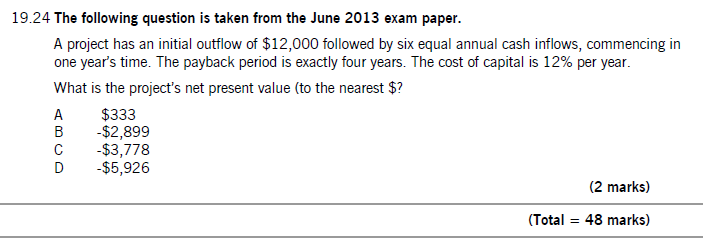 19.24 The following question is taken from the June 2013 exam paper.
A project has an initial outflow of $12,000 followed by six equal annual cash inflows, commencing in
one year's time. The payback period is exactly four years. The cost of capital is 12% per year.
What is the project's net present value (to the nearest $?
A $333
B -$2,899
C -$3,778
D -$5,926
(2 marks)
(Total = 48 marks)